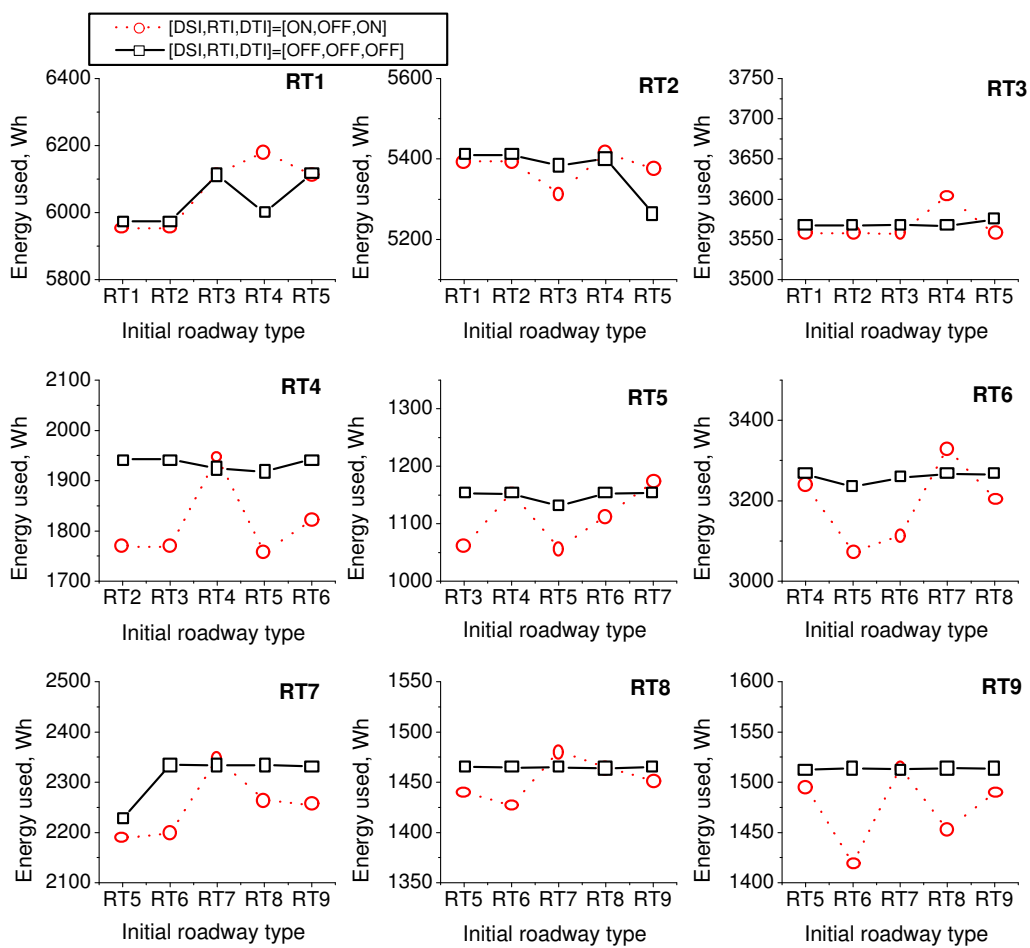 [DSI,RTI,DTI]=[ON,OFF,ON]
[DSI,RTI,DTI]=[OFF,OFF,OFF]
RT1
Energy used, Wh
6400
6200
6000
5800
RT1 RT2 RT3 RT4 RT5
Initial roadway type
RT2
Energy used, Wh
5600
5400
5200
RT1 RT2 RT3 RT4 RT5
Initial roadway type
RT3
Energy used, Wh
3750
3700
3650
3600
3550
3500
RT1 RT2 RT3 RT4 RT5
Initial roadway type
RT4
Energy used, Wh
2100
2000
1900
1800
1700
RT2 RT3 RT4 RT5 RT6
Initial roadway type
RT5
Energy used, Wh
1300
1200
1100
1000
RT3 RT4 RT5 RT6 RT7
Initial roadway type
RT6
Energy used, Wh
3400
3200
3000
RT4 RT5 RT6 RT7 RT8
Initial roadway type
RT7
Energy used, Wh
2500
2400
2300
2200
2100
RT5 RT6 RT7 RT8 RT9
Initial roadway type
RT8
Energy used, Wh
1550
1500
1450
1400
1350
RT5 RT6 RT7 RT8 RT9
Initial roadway type
RT9
Energy used, Wh
1600
1550
1500
1450
1400
RT5 RT6 RT7 RT8 RT9
Initial roadway type